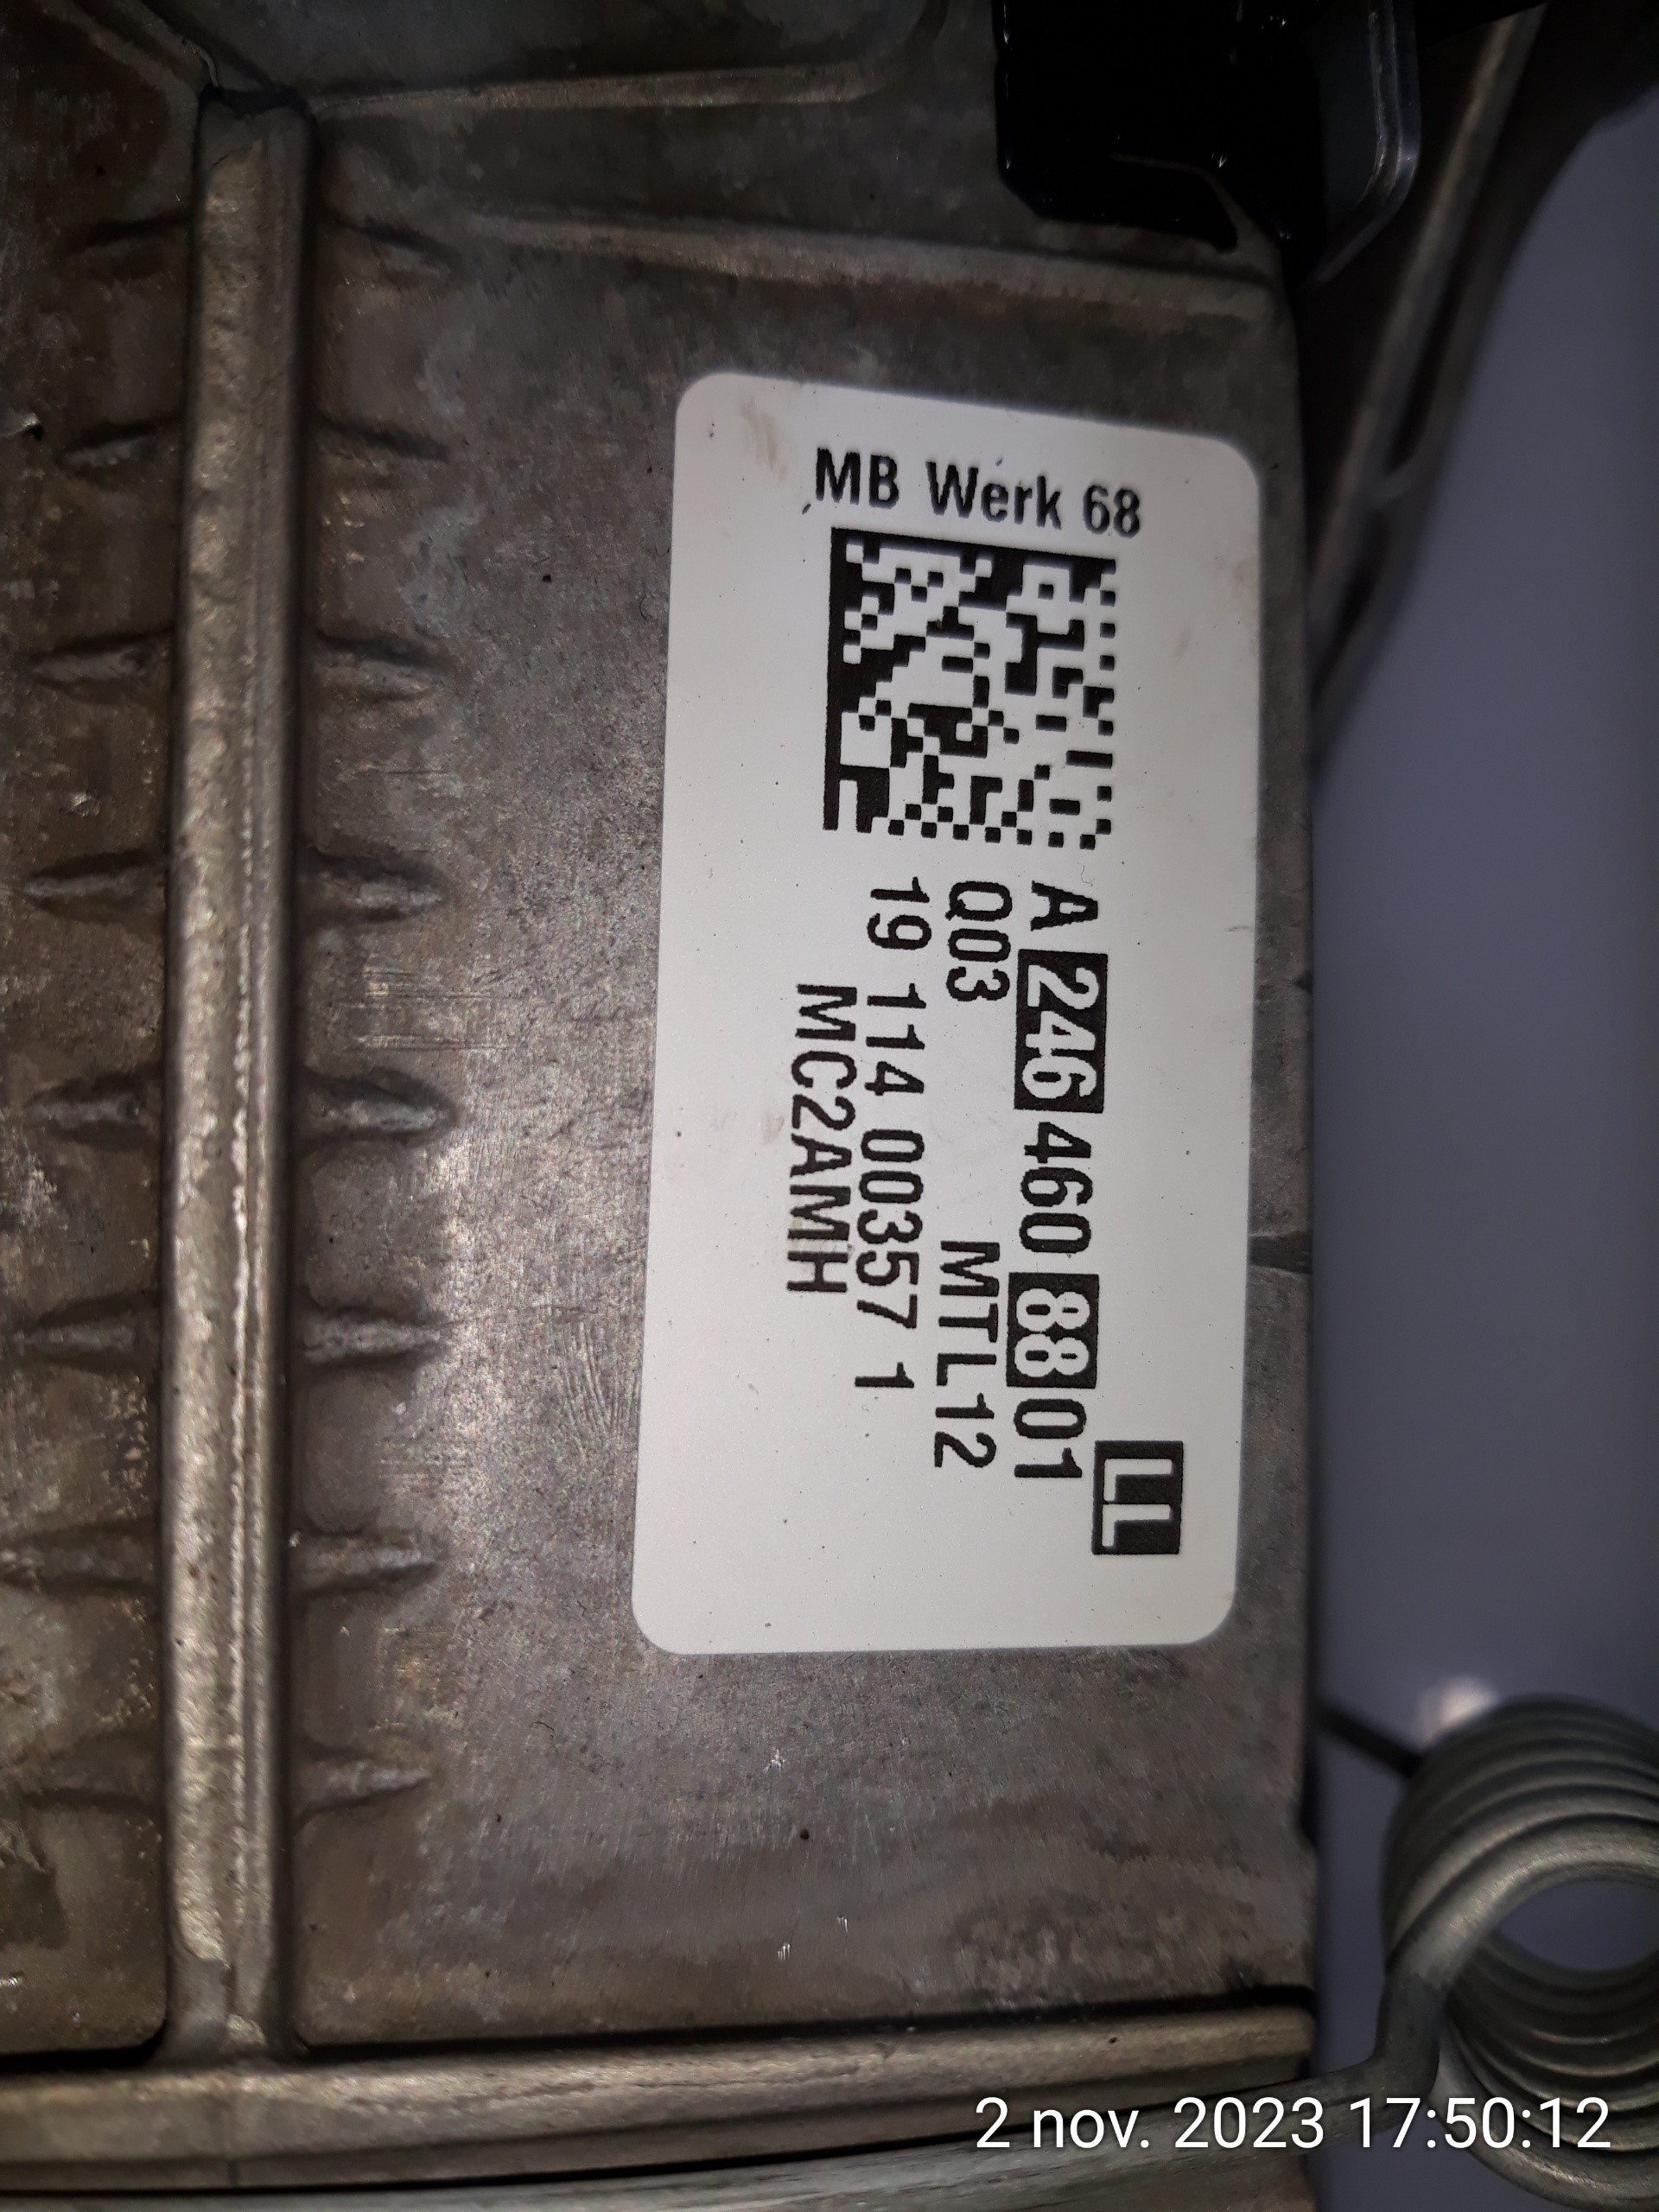 MB Werk 68
LL
A 246 460 88 01
Q03 MTL12
19 114 00357 1
MC2AMH
2 nov. 2023 17:50:12